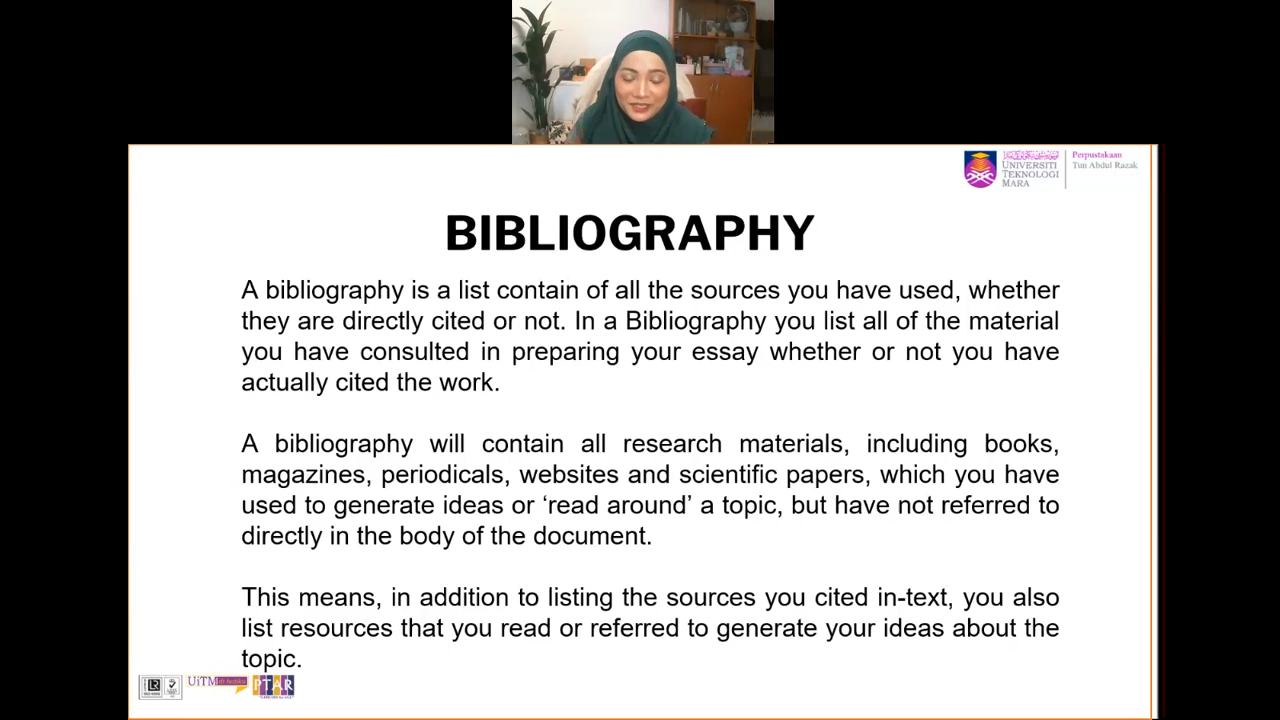 UNIVERSITI
TEKNOLOGI
MARA
Perpustakaan
Tun Abdul Razak
BIBLIOGRAPHY
A bibliography is a list contain of all the sources you have used, whether
they are directly cited or not. In a Bibliography you list all of the material
you have consulted in preparing your essay whether or not you have
actually cited the work.
A bibliography will contain all research materials, including books,
magazines, periodicals, websites and scientific papers, which you have
used to generate ideas or ‘read around’ a topic, but have not referred to
directly in the body of the document.
This means, in addition to listing the sources you cited in-text, you also
list resources that you read or referred to generate your ideas about the
topic.
UiTM di hatiku
PTAR